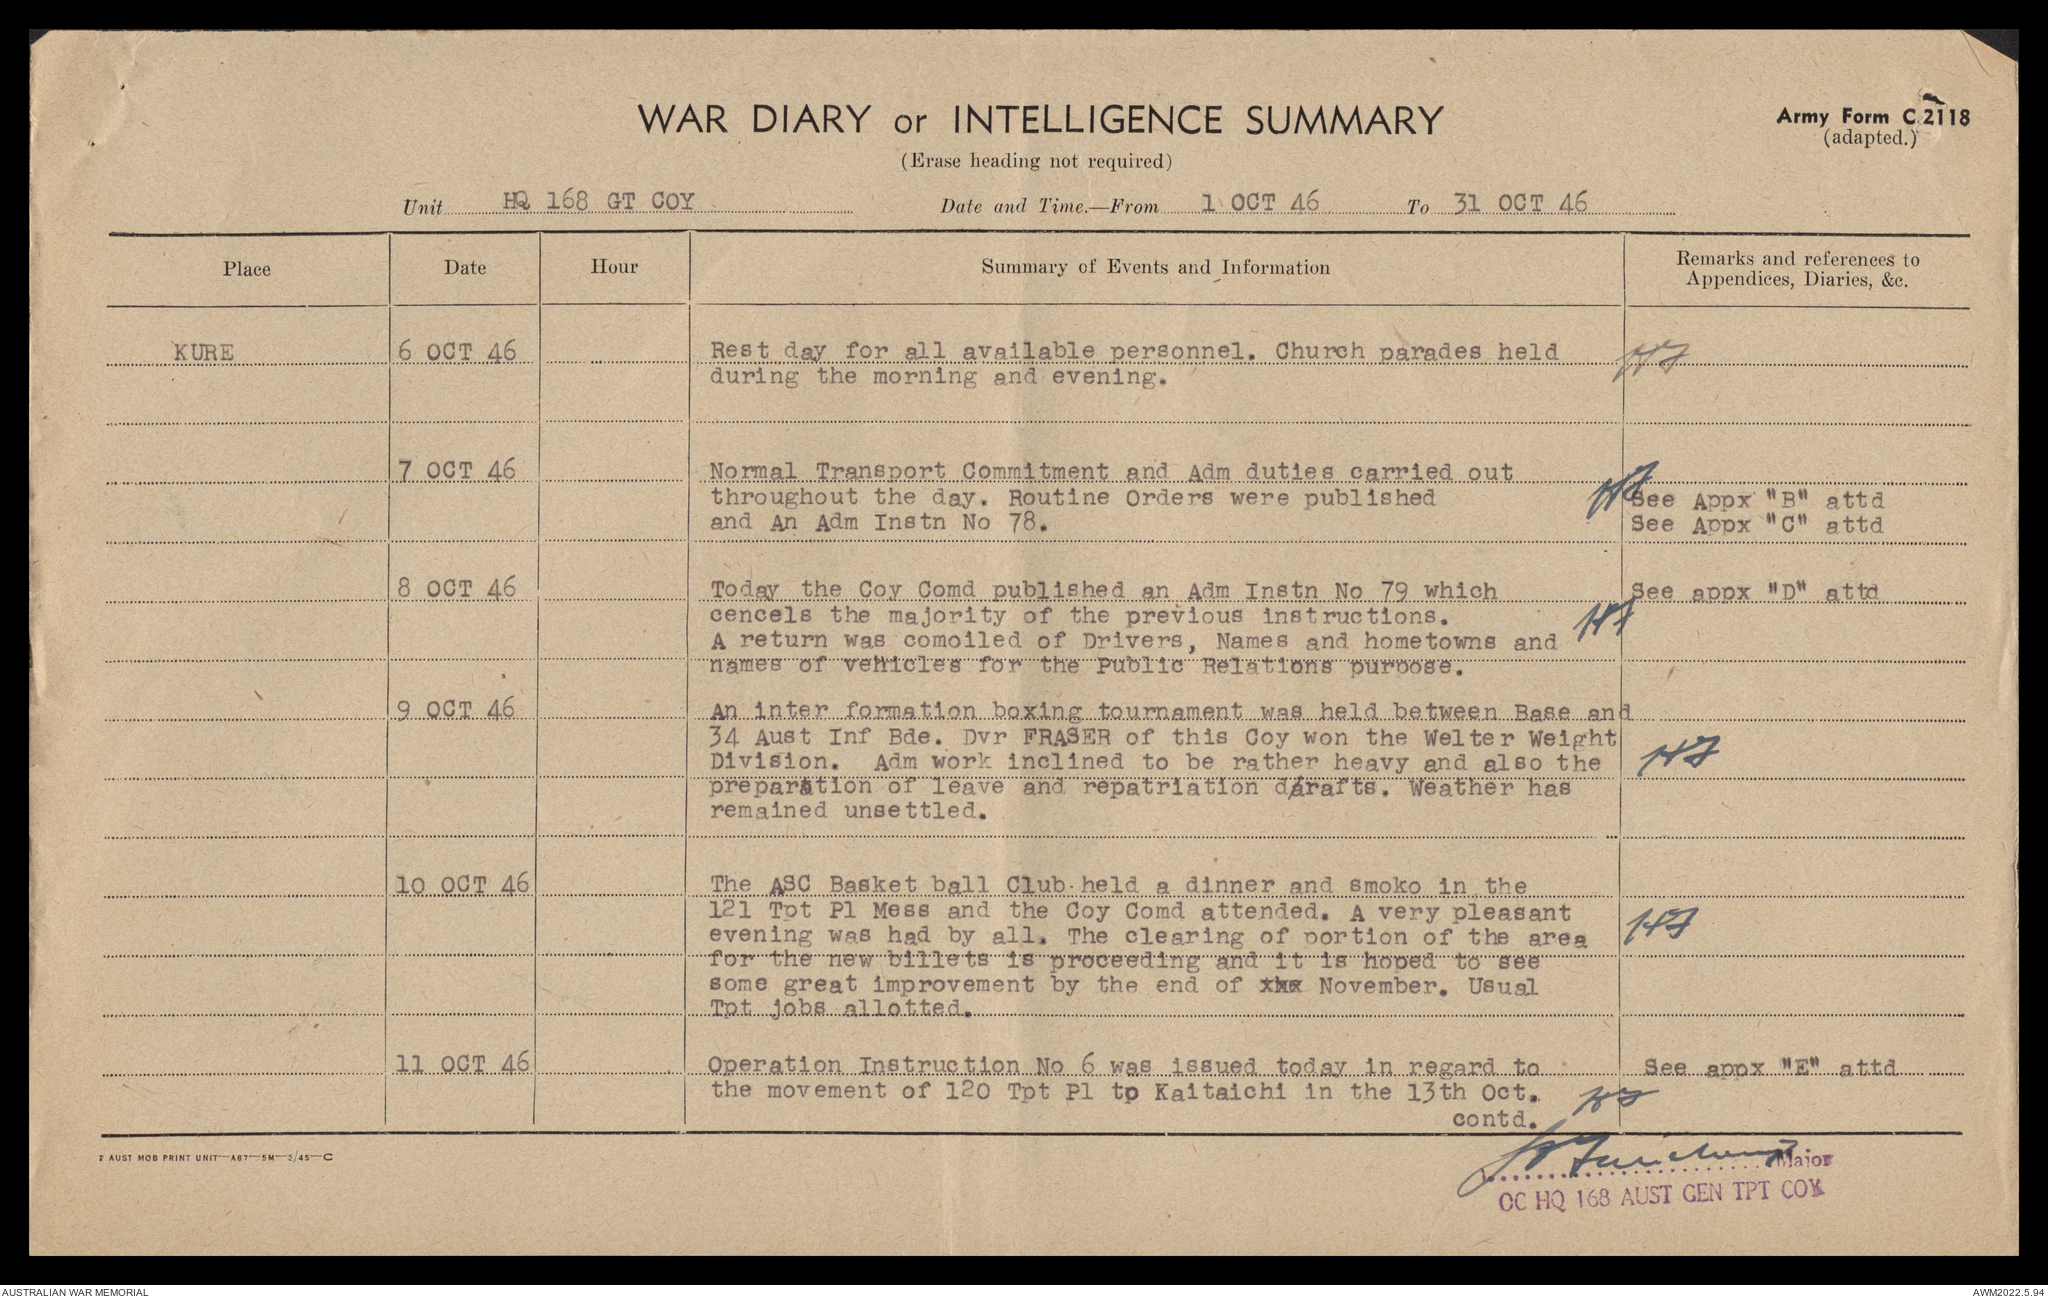 WAR DIARY or INTELLIGENCE SUMMARY
Army Form C.2118
(adapted.)
(Erase heading not required)
Unit HQ 168 GT COY Date and Time.—From 1 OCT 46 To 31 OCT 46
Place Date Hour Summary of Events and Information Remarks and references to
Appendices, Diaries, &c.
KURE 6 OCT 46 Rest day for all available personnel. Church parades held
during the morning and evening.
7 OCT 46 Normal Transport Commitment and Adm duties carried out
throughout the day. Routine Orders were published See Appx "B" attd
and An Adm Instn No 78. See Appx "C" attd
8 OCT 46 Today the Coy Comd published an Adm Instn No 79 which See appx "D" attd
cencels the majority of the previous instructions.
A return was comoiled of Drivers, Names and hometowns and
names of vehicles for the Public Relations purpose.
9 OCT 46 An inter formation boxing tournament was held between Base and
34 Aust Inf Bde. Dvr FRASER of this Coy won the Welter Weight
Division. Adm work inclined to be rather heavy and also the
preparation of leave and repatriation drafts. Weather has
remained unsettled.
10 OCT 46 The ASC Basket ball Club held a dinner and smoko in the
121 Tpt Pl Mess and the Coy Comd attended. A very pleasant
evening was had by all. The clearing of portion of the area
for the new billets is proceeding and it is hoped to see
some great improvement by the end of xhx November. Usual
Tpt jobs allotted.
11 OCT 46 Operation Instruction No 6 was issued today in regard to See appx "E" attd
the movement of 120 Tpt Pl to Kaitaichi in the 13th Oct.
contd.
2 AUST MOB PRINT UNIT—A87—5M—3/45—C
Major
OC HQ 168 AUST GEN TPT COY
AUSTRALIAN WAR MEMORIAL
AWM2022.5.94